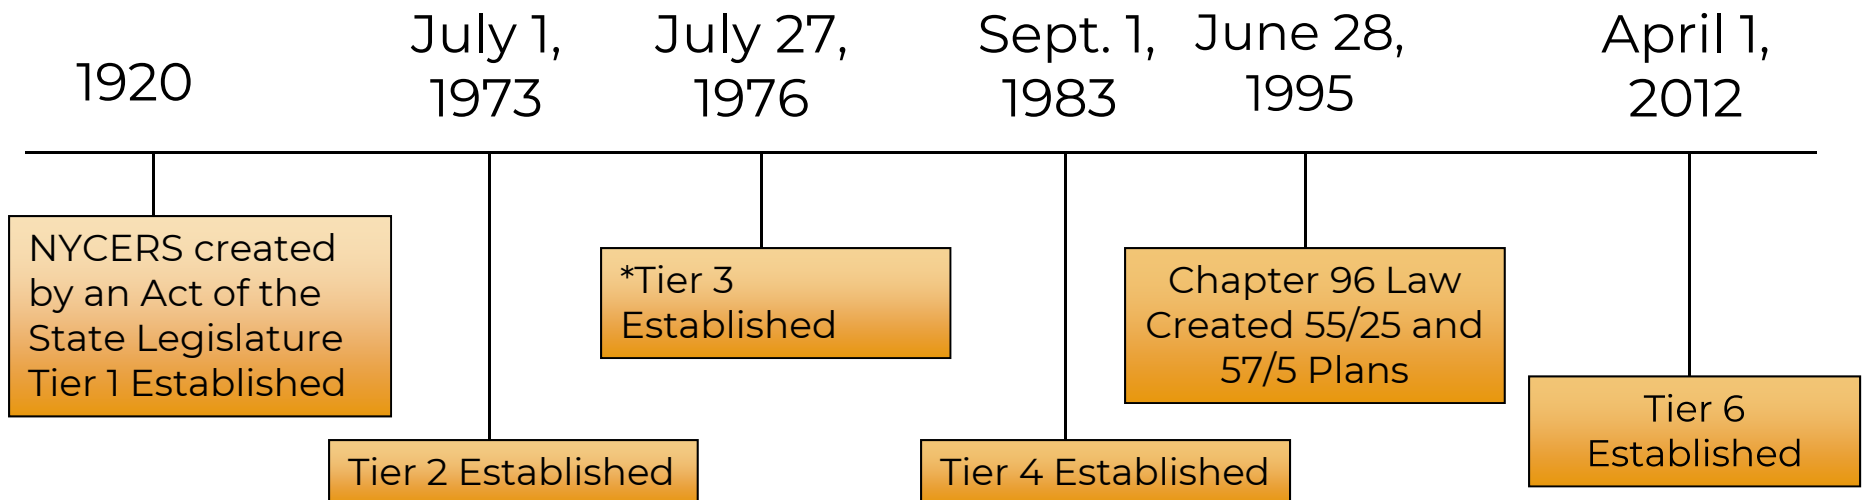 1920
July 1,
1973
July 27,
1976
Sept. 1,
1983
June 28,
1995
April 1,
2012
NYCERS created
by an Act of the
State Legislature
Tier 1 Established
Tier 2 Established
*Tier 3
Established
Tier 4 Established
Chapter 96 Law
Created 55/25 and
57/5 Plans
Tier 6
Established